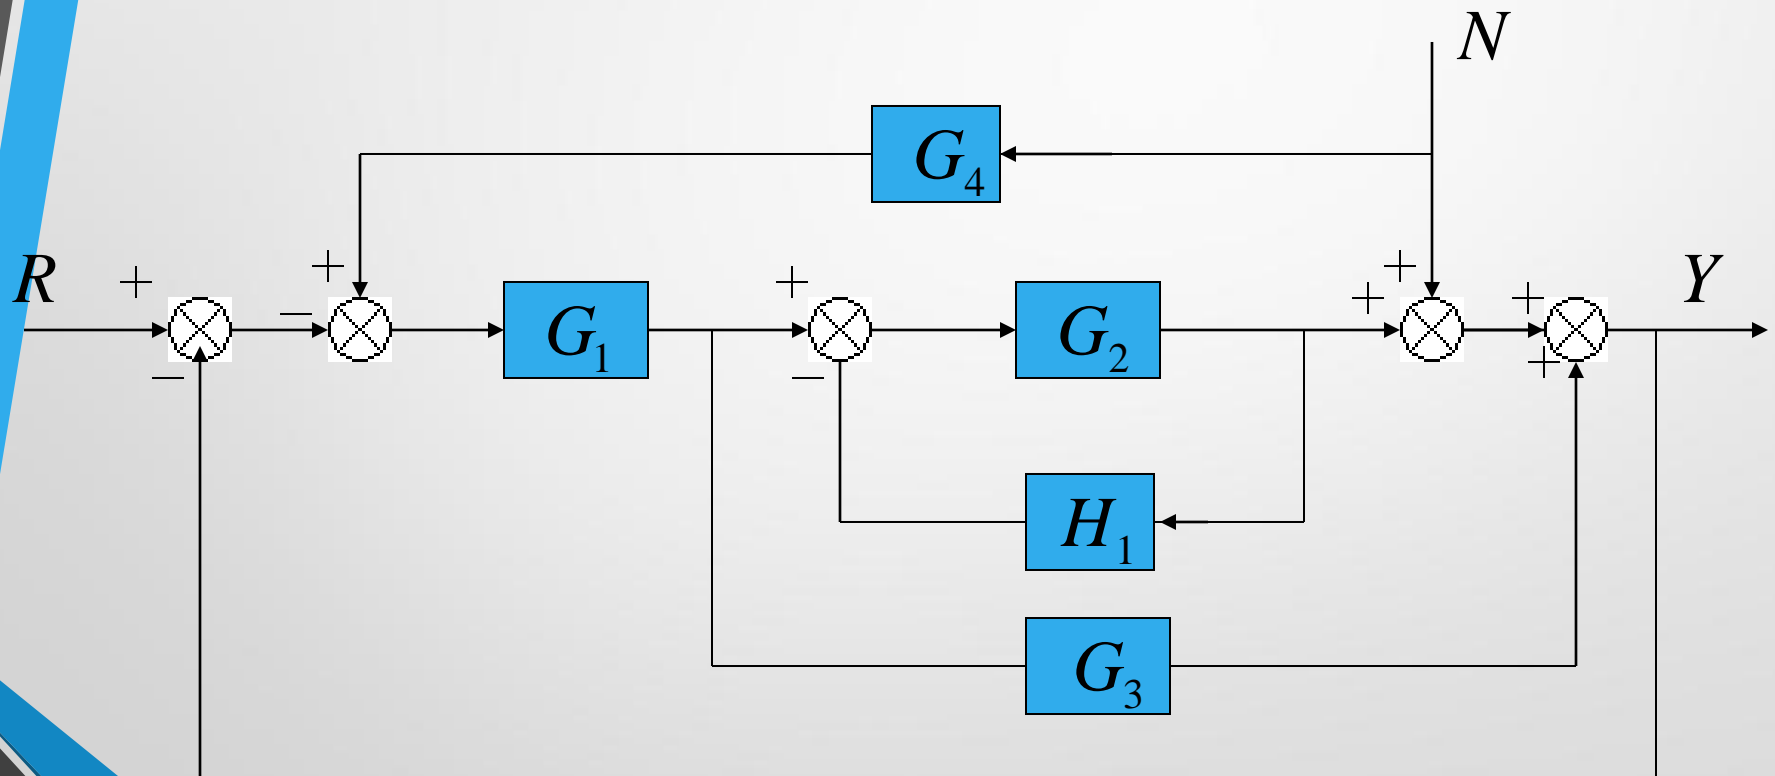 N
G₄
R + + + + + Y
− G₁ G₂ +
− −
H₁
G₃